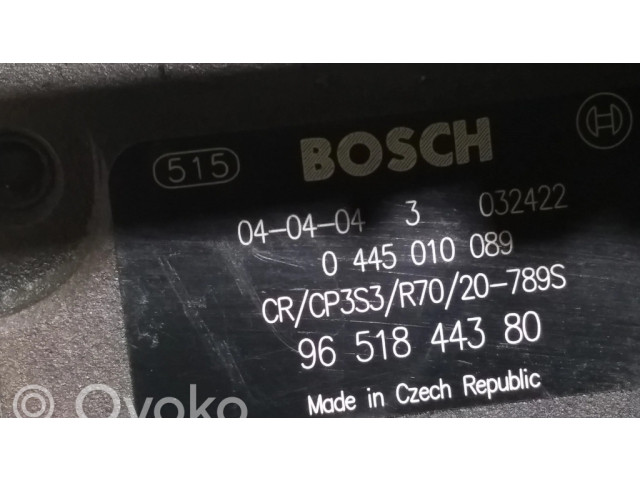 515 BOSCH
04-04-04 3 032422
0 445 010 089
CR/CP3S3/R70/20-789S
96 518 443 80
Made in Czech Republic
© Ovoko